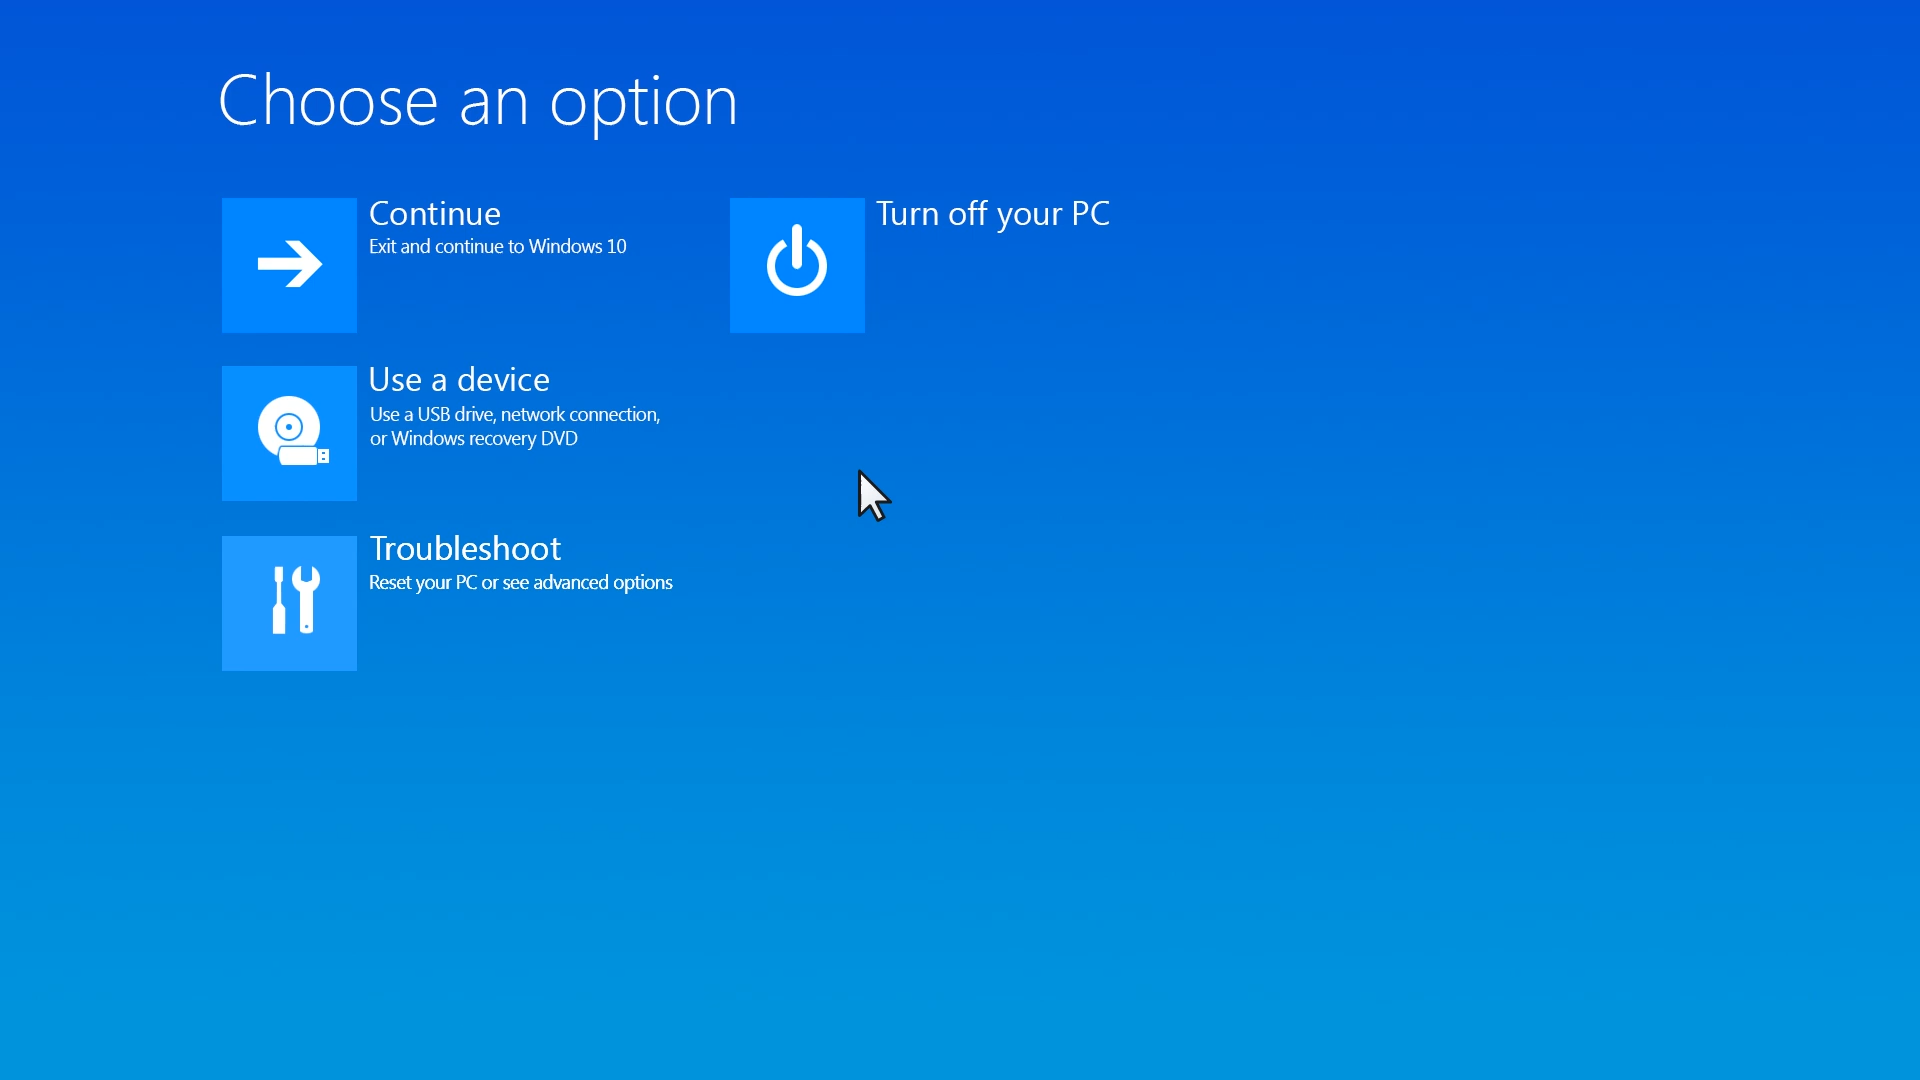 Choose an option
Continue
Exit and continue to Windows 10
Turn off your PC
Use a device
Use a USB drive, network connection,
or Windows recovery DVD
Troubleshoot
Reset your PC or see advanced options